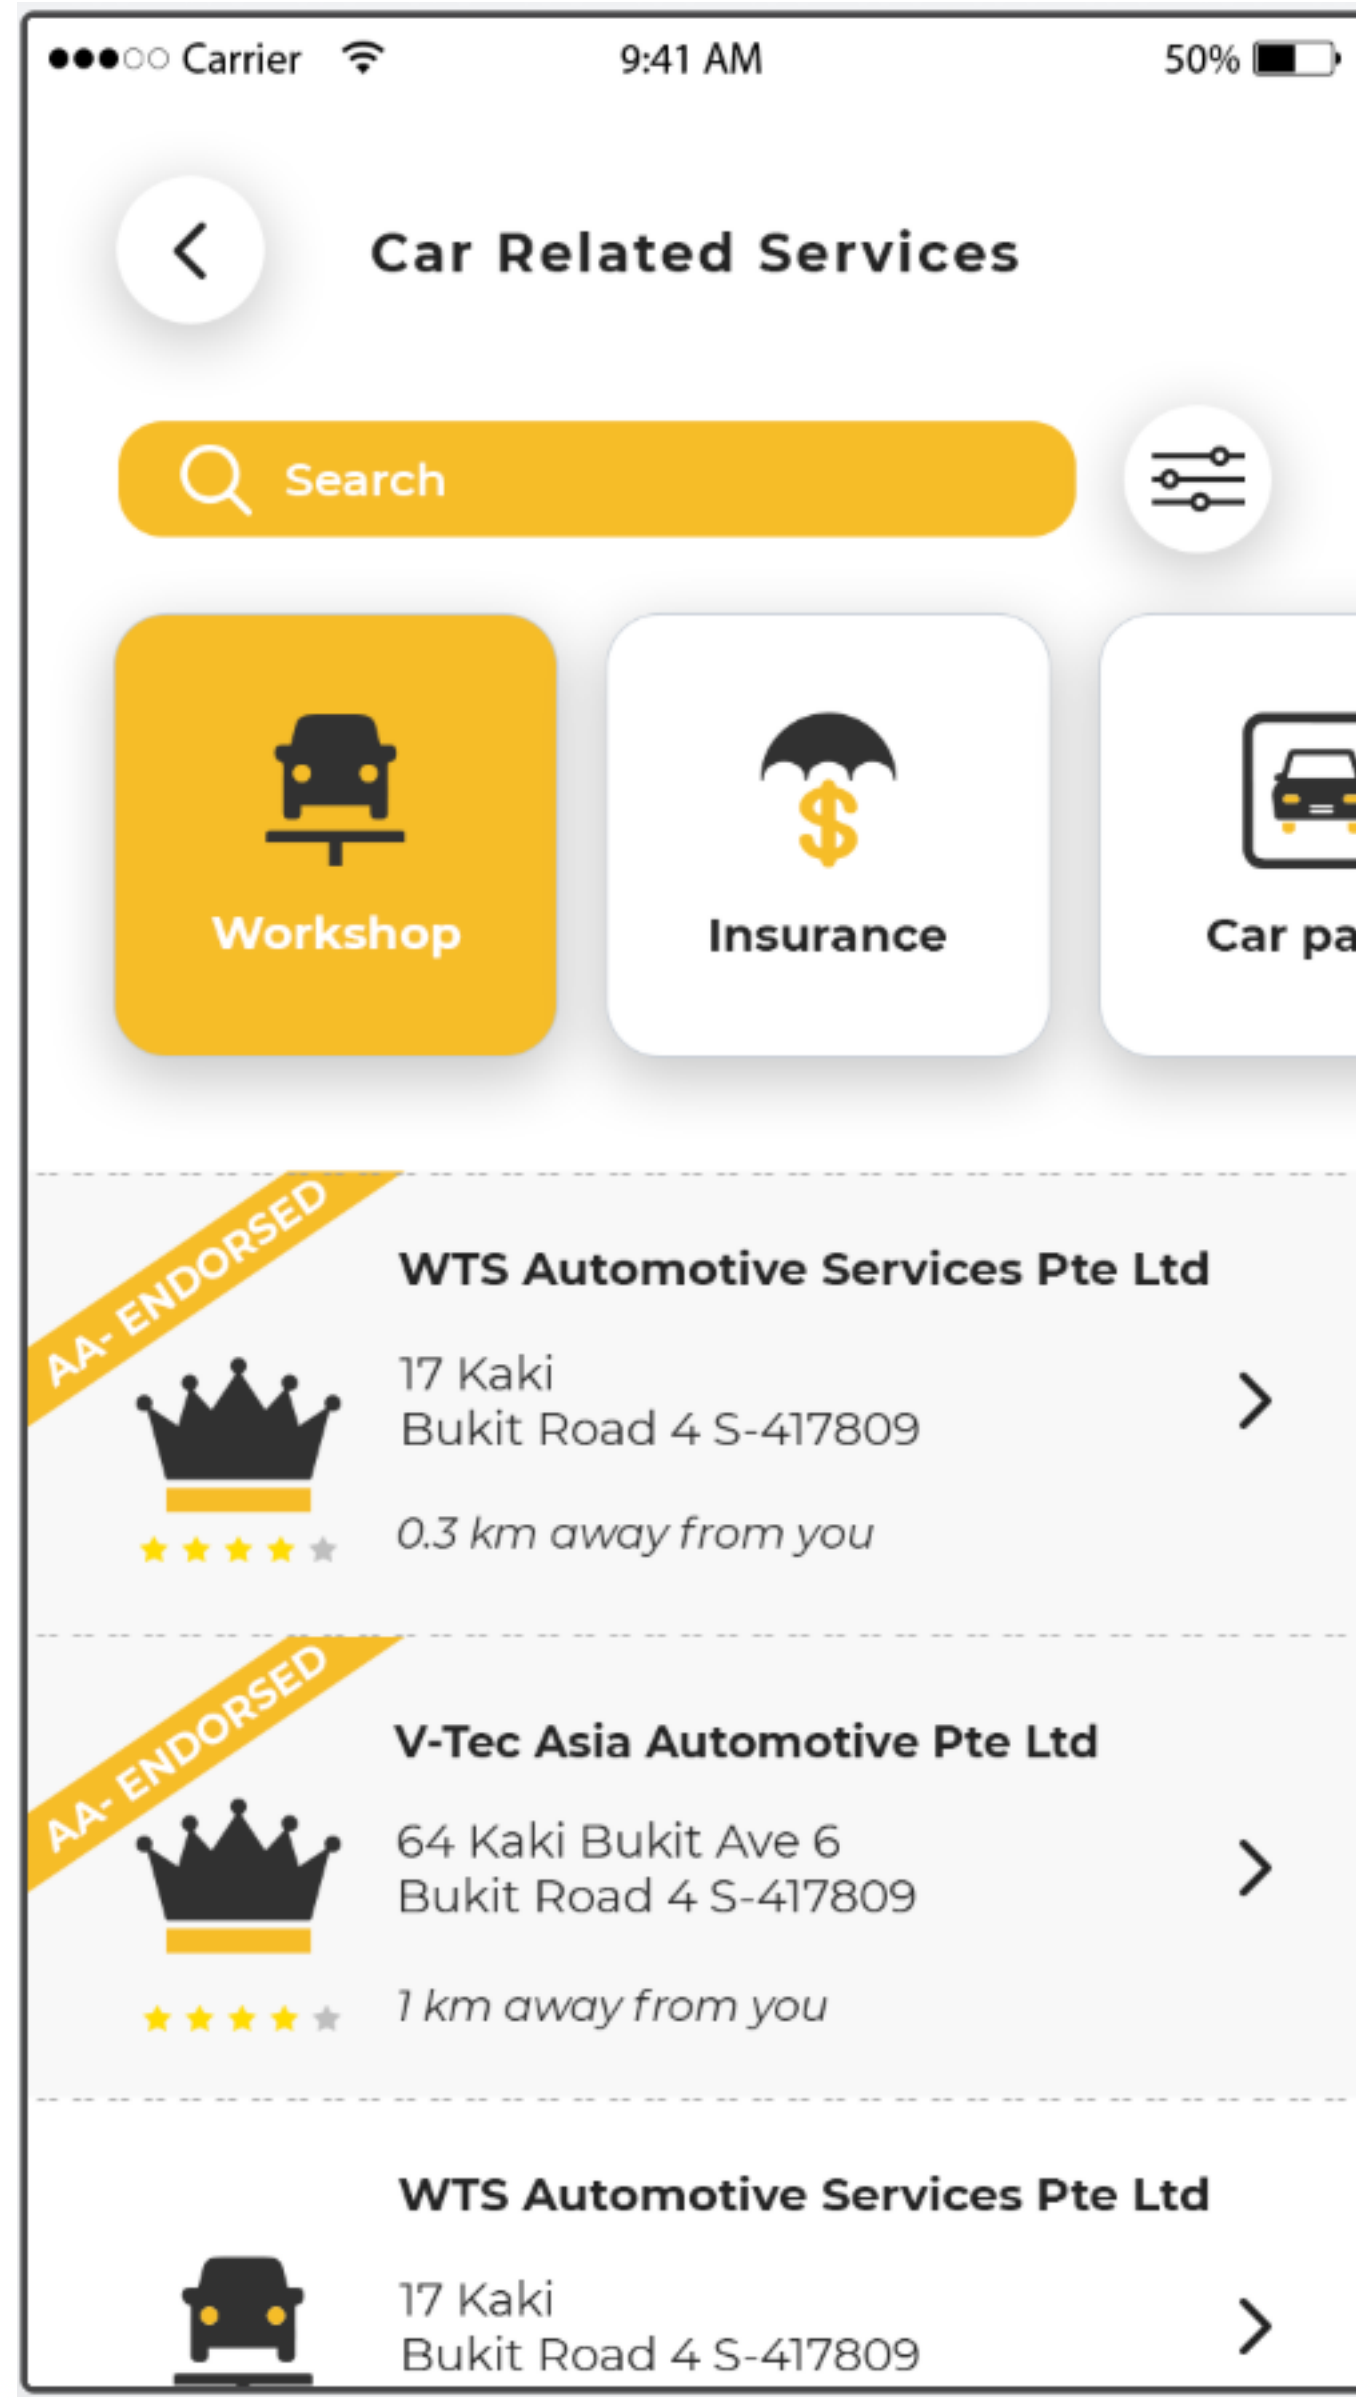 Carrier 9:41 AM 50%
Car Related Services
Search
Workshop Insurance Car pa
AA- ENDORSED
WTS Automotive Services Pte Ltd
17 Kaki
Bukit Road 4 S-417809
0.3 km away from you
AA- ENDORSED
V-Tec Asia Automotive Pte Ltd
64 Kaki Bukit Ave 6
Bukit Road 4 S-417809
1 km away from you
WTS Automotive Services Pte Ltd
17 Kaki
Bukit Road 4 S-417809